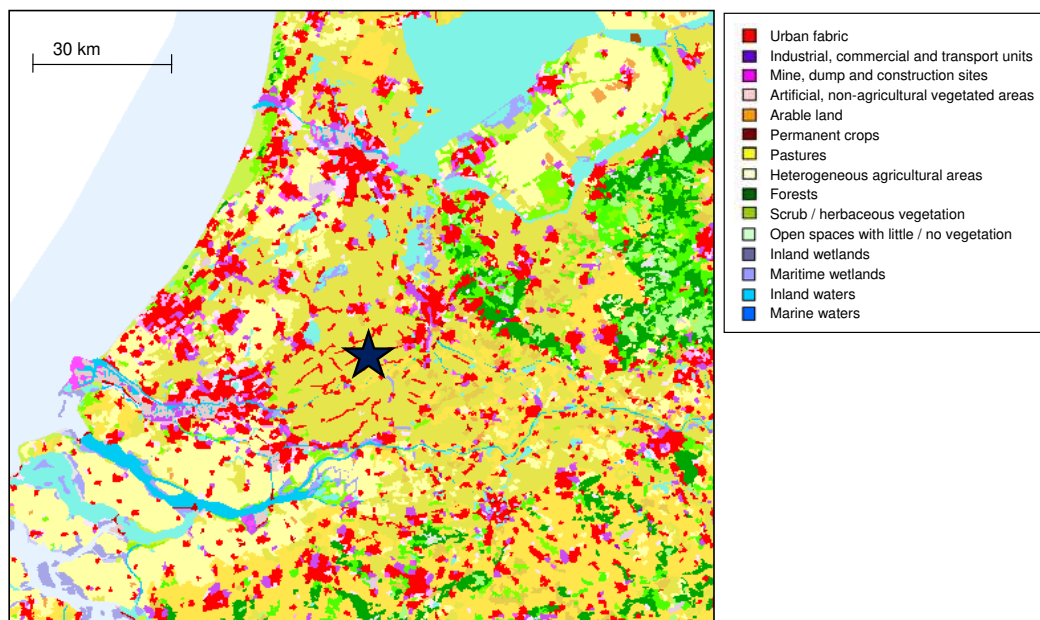 30 km
Urban fabric
Industrial, commercial and transport units
Mine, dump and construction sites
Artificial, non-agricultural vegetated areas
Arable land
Permanent crops
Pastures
Heterogeneous agricultural areas
Forests
Scrub / herbaceous vegetation
Open spaces with little / no vegetation
Inland wetlands
Maritime wetlands
Inland waters
Marine waters